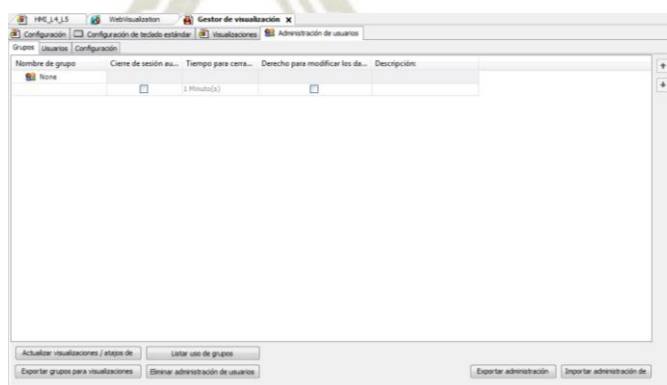 HMI_L4_L5 WebVisualization Gestor de visualización x
Configuración Configuración de teclado estándar Visualizaciones Administración de usuarios
Grupos Usuarios Configuración
Nombre de grupo Cierre de sesión au... Tiempo para cerra... Derecho para modificar los da... Descripción:
None
1 Minuto(s)
Actualizar visualizaciones / atajos de Listar uso de grupos
Exportar grupos para visualizaciones Eliminar administración de usuarios Exportar administración Importar administración de